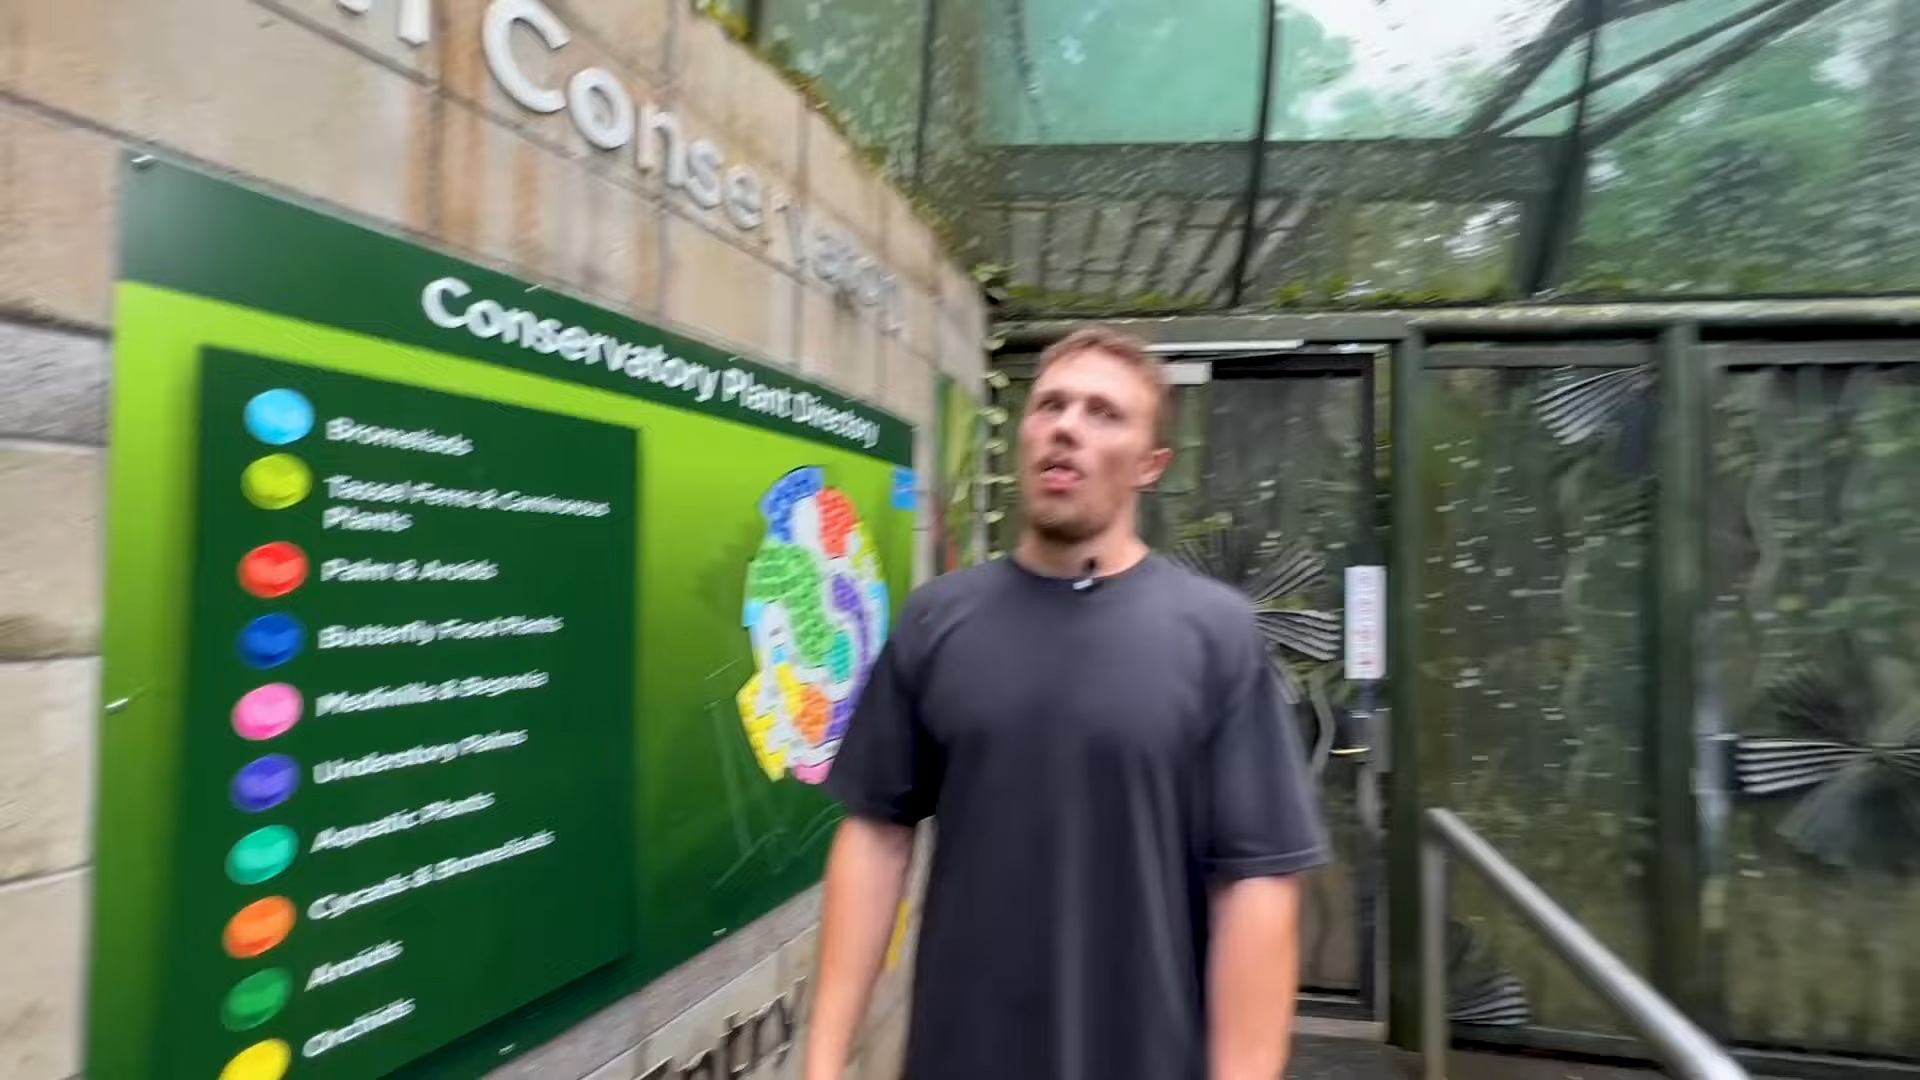 Conservatory
Conservatory Plant Directory
Bromeliads
Tassel Ferns & Carnivorous
Plants
Palm & Aroids
Butterfly Food Plants
Medinilla & Begonia
Understory Palms
Aquatic Plants
Cycads & Bromeliads
Aroids
Orchids